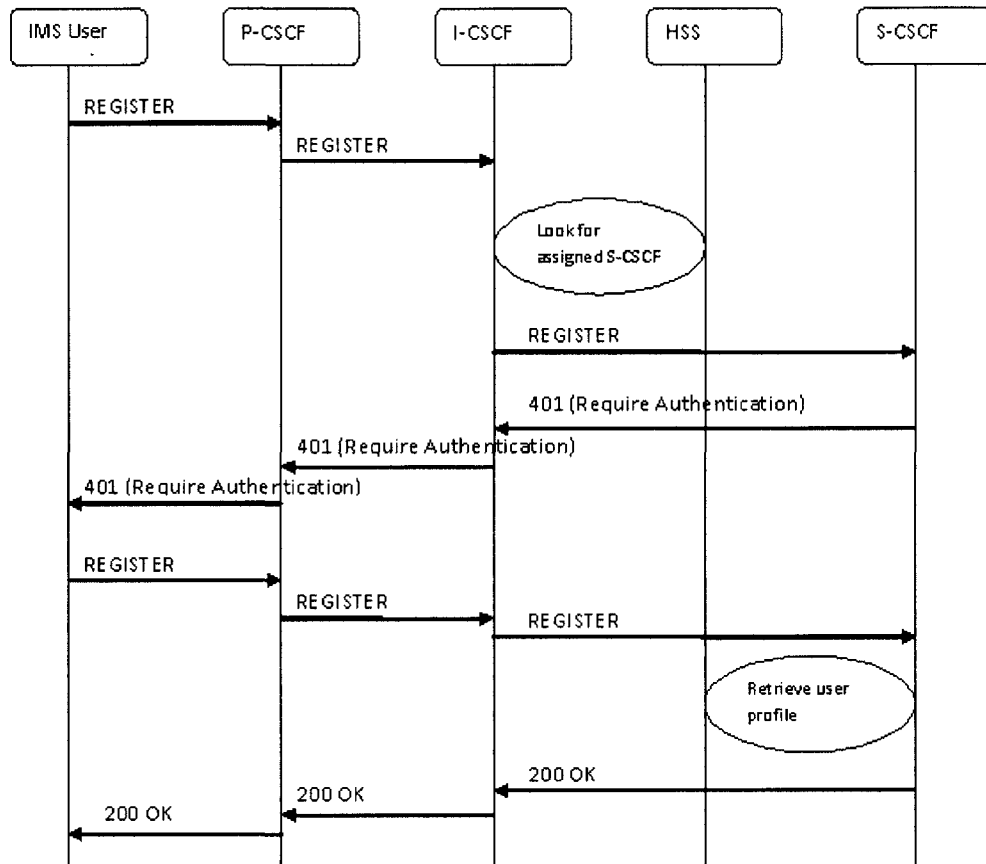 IMS User
P-CSCF
I-CSCF
HSS
S-CSCF
REGISTER
REGISTER
Look for
assigned S-CSCF
REGISTER
401 (Require Authentication)
401 (Require Authentication)
401 (Require Authentication)
REGISTER
REGISTER
REGISTER
Retrieve user
profile
200 OK
200 OK
200 OK